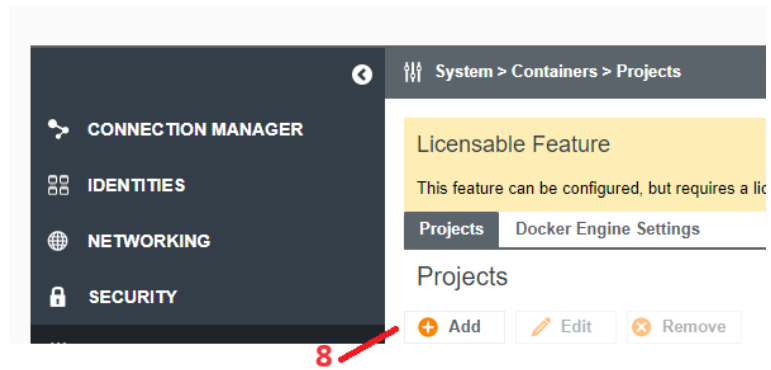 System > Containers > Projects
CONNECTION MANAGER
Licensable Feature
IDENTITIES
This feature can be configured, but requires a lic
Projects Docker Engine Settings
NETWORKING
Projects
SECURITY
Add Edit Remove
8